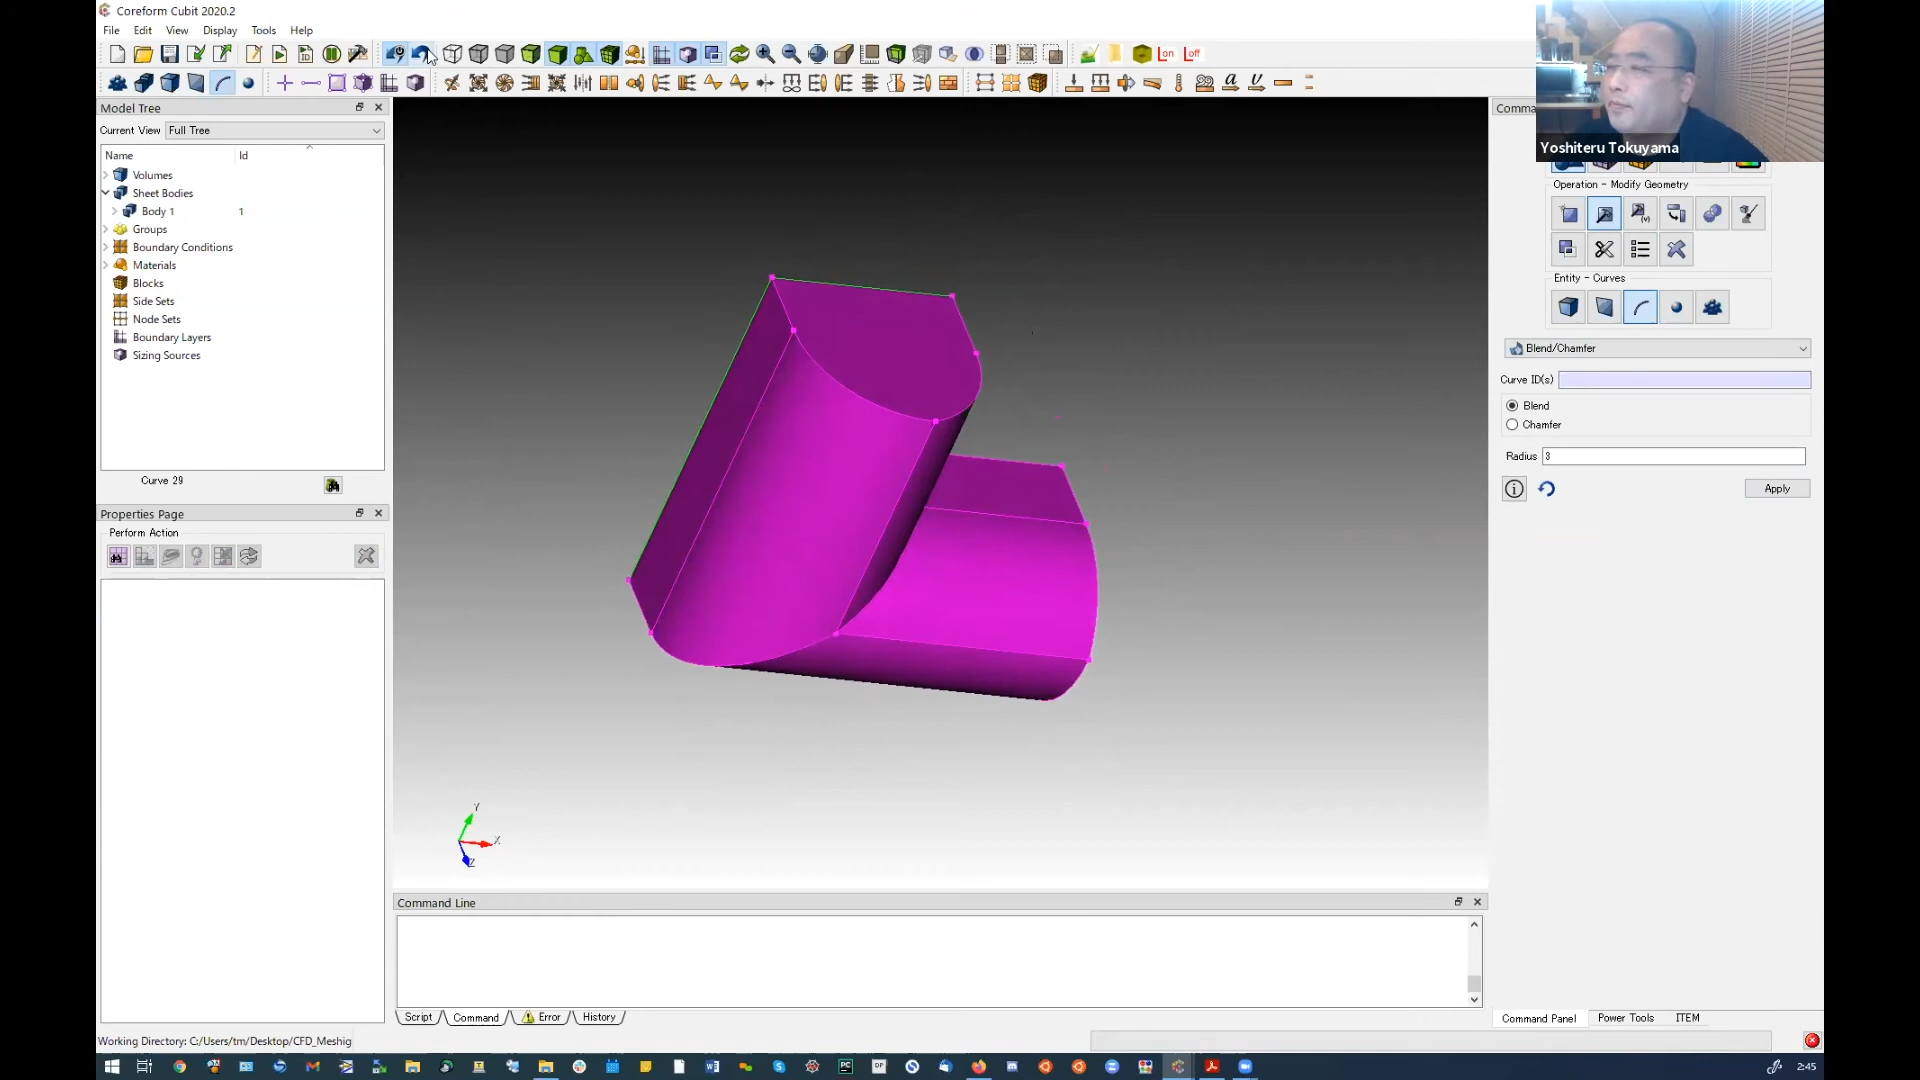 Coreform Cubit 2020.2
File Edit View Display Tools Help
on off
Model Tree
Current View Full Tree
Name Id
Volumes
Sheet Bodies
Body 1 1
Groups
Boundary Conditions
Materials
Blocks
Side Sets
Node Sets
Boundary Layers
Sizing Sources
Curve 29
Properties Page
Perform Action
Y
X
Z
Command Line
Script Command Error History
Working Directory: C:/Users/tm/Desktop/CFD_Meshig
Comma
Yoshiteru Tokuyama
Operation - Modify Geometry
Entity - Curves
Blend/Chamfer
Curve ID(s)
Blend
Chamfer
Radius 3
Apply
Command Panel Power Tools ITEM
2:45